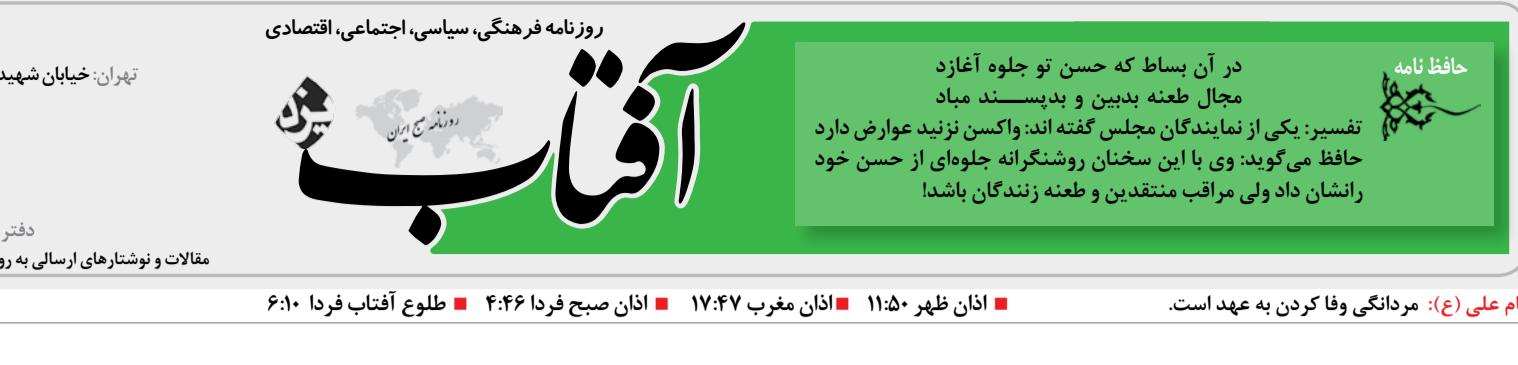 حافظ نامه
در آن بساط که حسن تو جلوه آغازد
مجال طعنه بدبین و بدپســـند مباد
تفسیر: یکی از نمایندگان مجلس گفته اند: واکسن نزنید عوارض دارد
حافظ می‌گوید: وی با این سخنان روشنگرانه جلوه‌ای از حسن خود
رانشان داد ولی مراقب منتقدین و طعنه زنندگان باشد!
روزنامه فرهنگی، سیاسی، اجتماعی، اقتصادی
آفتاب
یزد
روزنامه صبح ایران
تهران: خیابان شهید
دفتر
مقالات و نوشتارهای ارسالی به
علی (ع): مردانگی وفا کردن به عهد است.
اذان ظهر ۱۱:۵۰ ■ اذان مغرب ۱۷:۴۷ ■ اذان صبح فردا ۴:۴۶ ■ طلوع آفتاب فردا ۶:۱۰